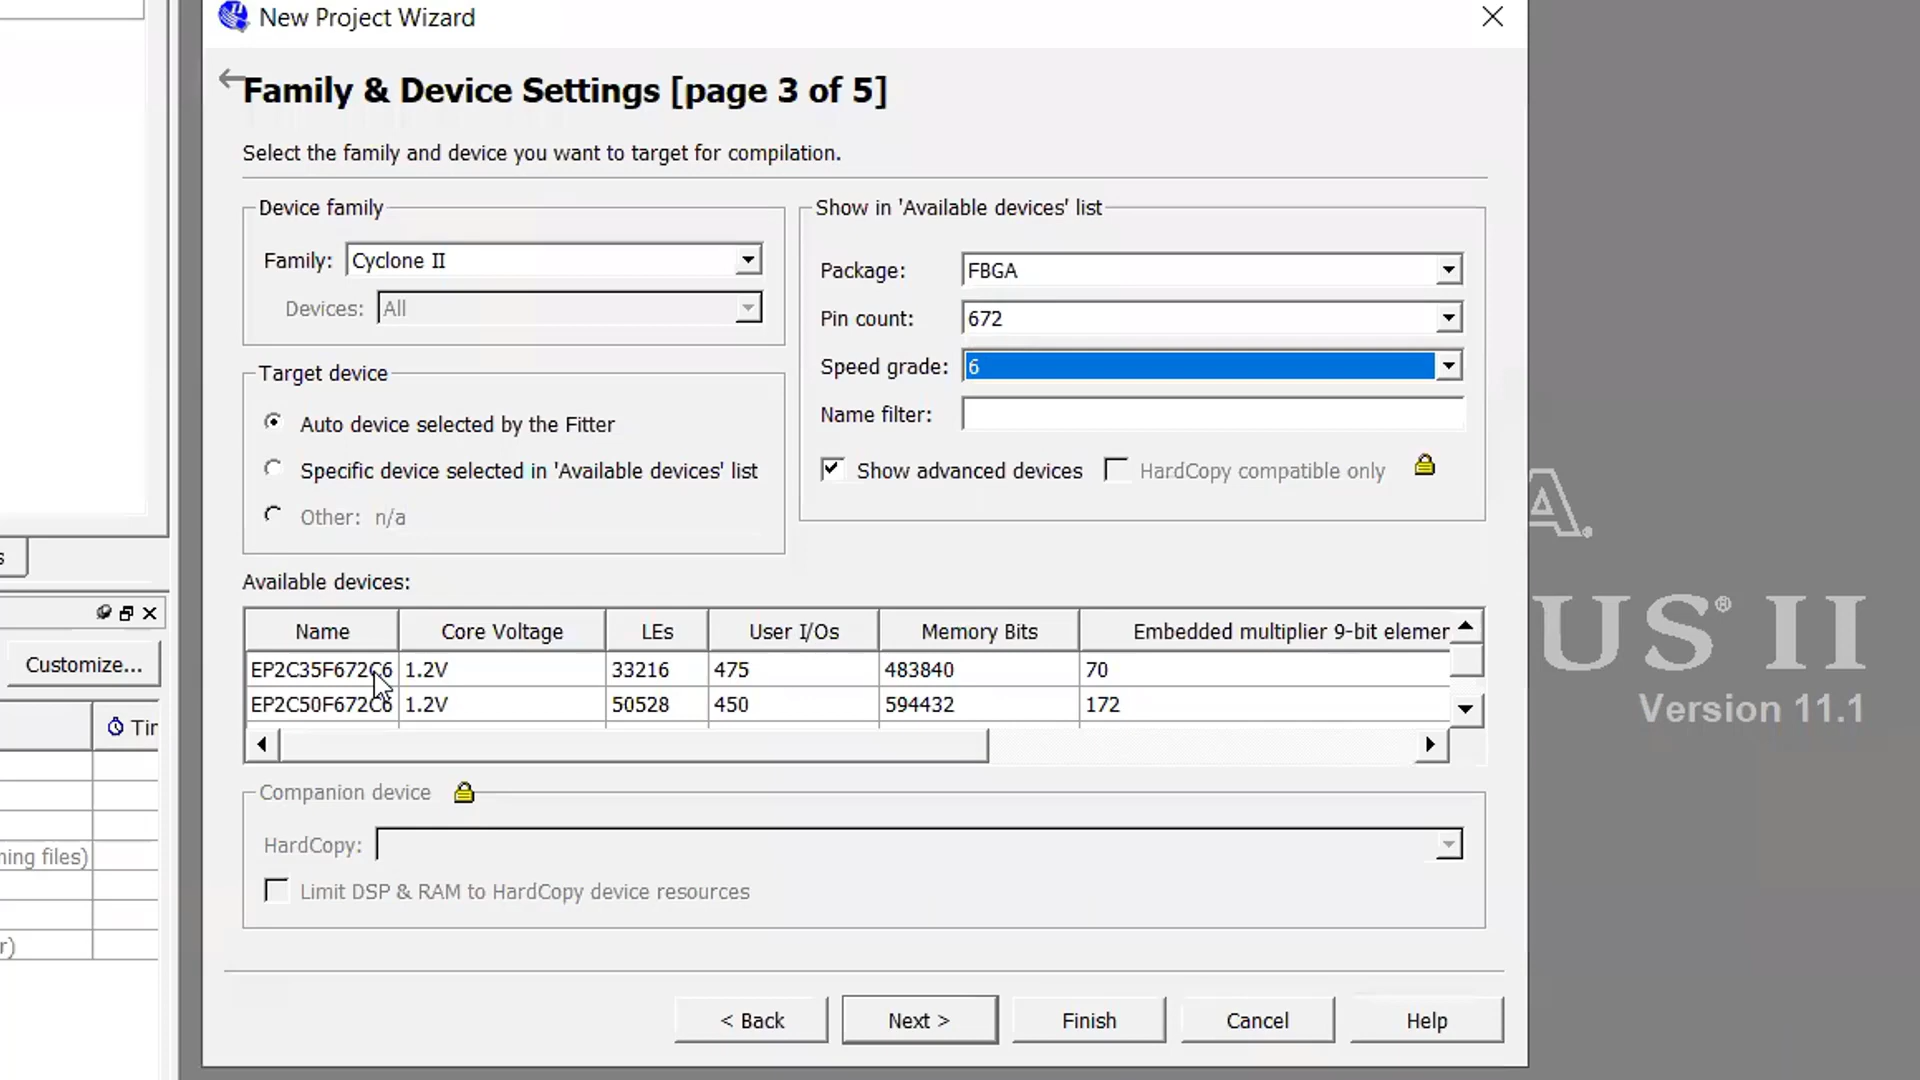 New Project Wizard
Family & Device Settings [page 3 of 5]
Select the family and device you want to target for compilation.
Device family
Family: Cyclone II
Devices: All
Show in 'Available devices' list
Package: FBGA
Pin count: 672
Speed grade: 6
Name filter:
Show advanced devices HardCopy compatible only
Target device
Auto device selected by the Fitter
Specific device selected in 'Available devices' list
Other: n/a
Available devices:
Name Core Voltage LEs User I/Os Memory Bits Embedded multiplier 9-bit elemer
EP2C35F672C6 1.2V 33216 475 483840 70
EP2C50F672C6 1.2V 50528 450 594432 172
Companion device
HardCopy:
Limit DSP & RAM to HardCopy device resources
< Back Next > Finish Cancel Help
s
Customize...
Tir
ning files)
r)
A.
US® II
Version 11.1